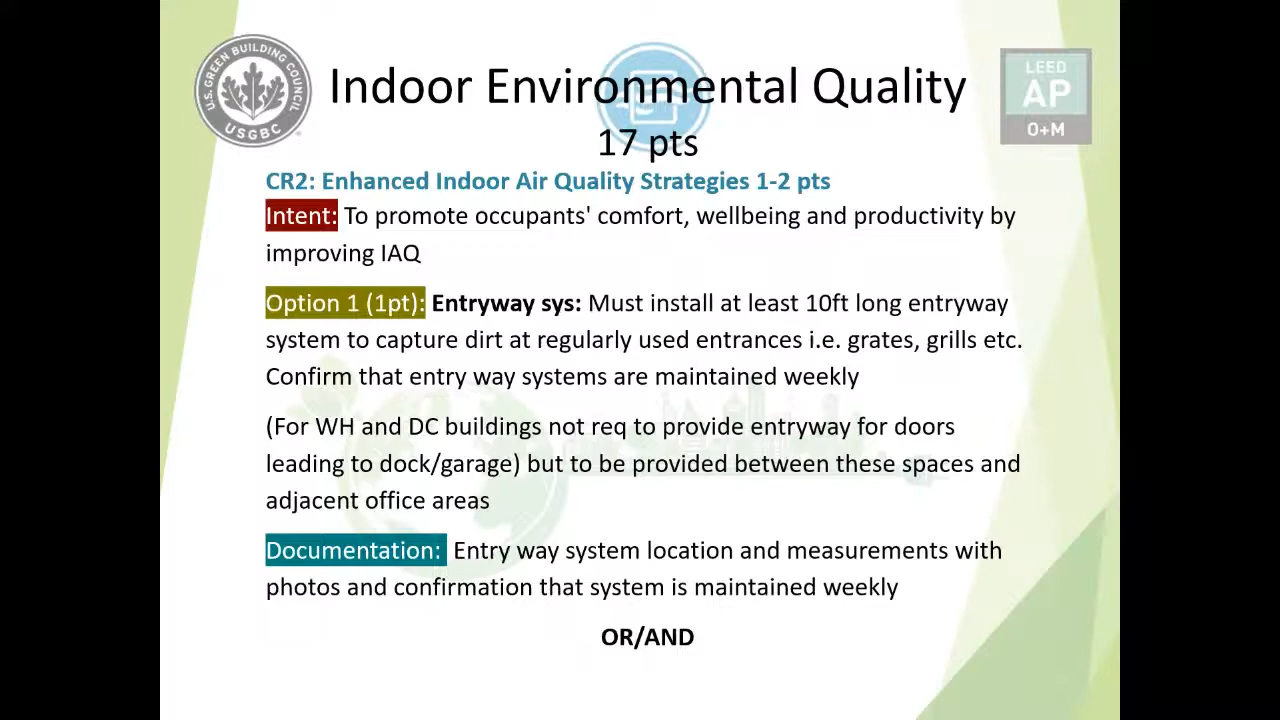 U.S. GREEN BUILDING COUNCIL
USGBC
Indoor Environmental Quality
17 pts
LEED
AP
O+M
CR2: Enhanced Indoor Air Quality Strategies 1-2 pts
Intent: To promote occupants' comfort, wellbeing and productivity by
improving IAQ
Option 1 (1pt): Entryway sys: Must install at least 10ft long entryway
system to capture dirt at regularly used entrances i.e. grates, grills etc.
Confirm that entry way systems are maintained weekly
(For WH and DC buildings not req to provide entryway for doors
leading to dock/garage) but to be provided between these spaces and
adjacent office areas
Documentation: Entry way system location and measurements with
photos and confirmation that system is maintained weekly
OR/AND